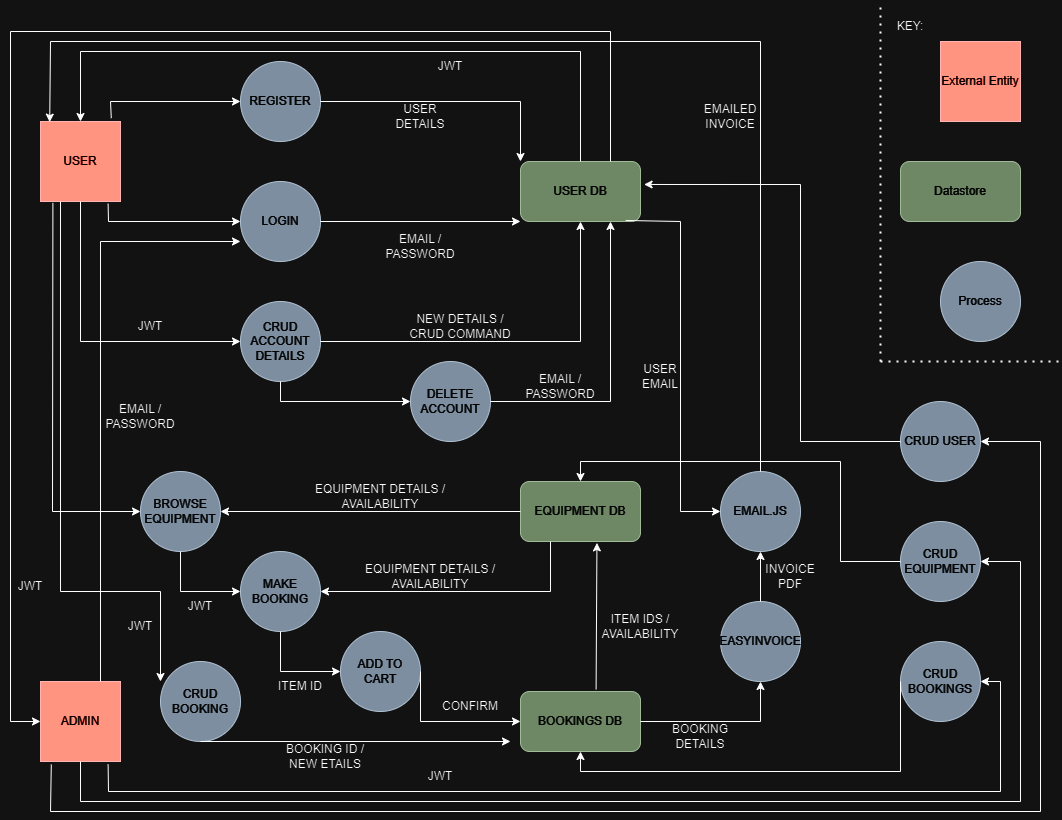 KEY:
External Entity
Datastore
Process
JWT
REGISTER
USER
DETAILS
EMAILED
INVOICE
USER
USER DB
LOGIN
EMAIL /
PASSWORD
JWT
CRUD
ACCOUNT
DETAILS
NEW DETAILS /
CRUD COMMAND
DELETE
ACCOUNT
EMAIL /
PASSWORD
USER
EMAIL
EMAIL /
PASSWORD
CRUD USER
BROWSE
EQUIPMENT
EQUIPMENT DETAILS /
AVAILABILITY
EQUIPMENT DB
EMAIL.JS
CRUD
EQUIPMENT
JWT
MAKE
BOOKING
EQUIPMENT DETAILS /
AVAILABILITY
INVOICE
PDF
JWT
JWT
ITEM IDS /
AVAILABILITY
EASYINVOICE
ADD TO
CART
ITEM ID
CRUD
BOOKINGS
ADMIN
CRUD
BOOKING
CONFIRM
BOOKINGS DB
BOOKING
DETAILS
BOOKING ID /
NEW ETAILS
JWT